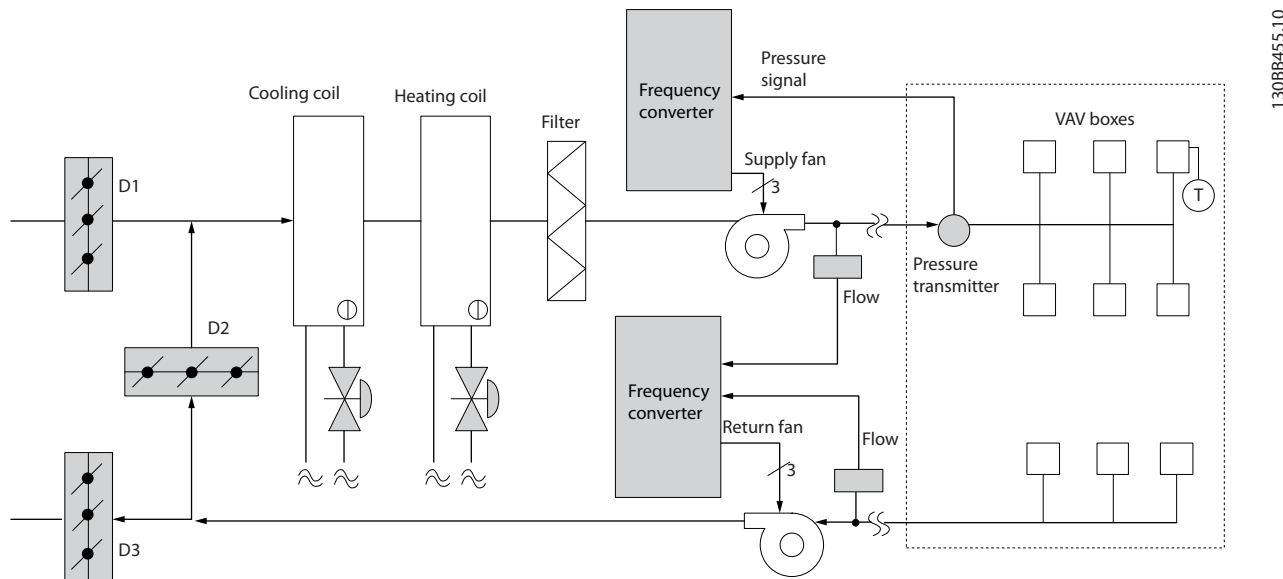 130BB455.10
Cooling coil
Heating coil
Filter
Frequency
converter
Pressure
signal
VAV boxes
Supply fan
3
T
D1
Pressure
transmitter
Flow
D2
Frequency
converter
Return fan
3
Flow
D3